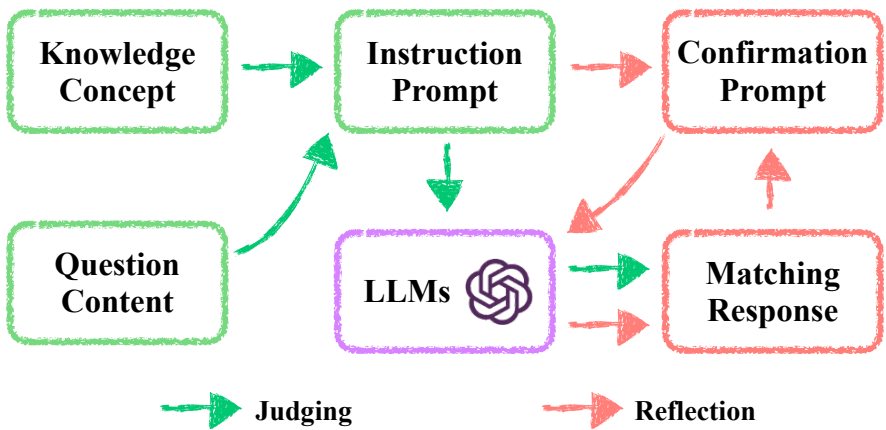 Knowledge
Concept
Instruction
Prompt
Confirmation
Prompt
Question
Content
LLMs
Matching
Response
Judging
Reflection